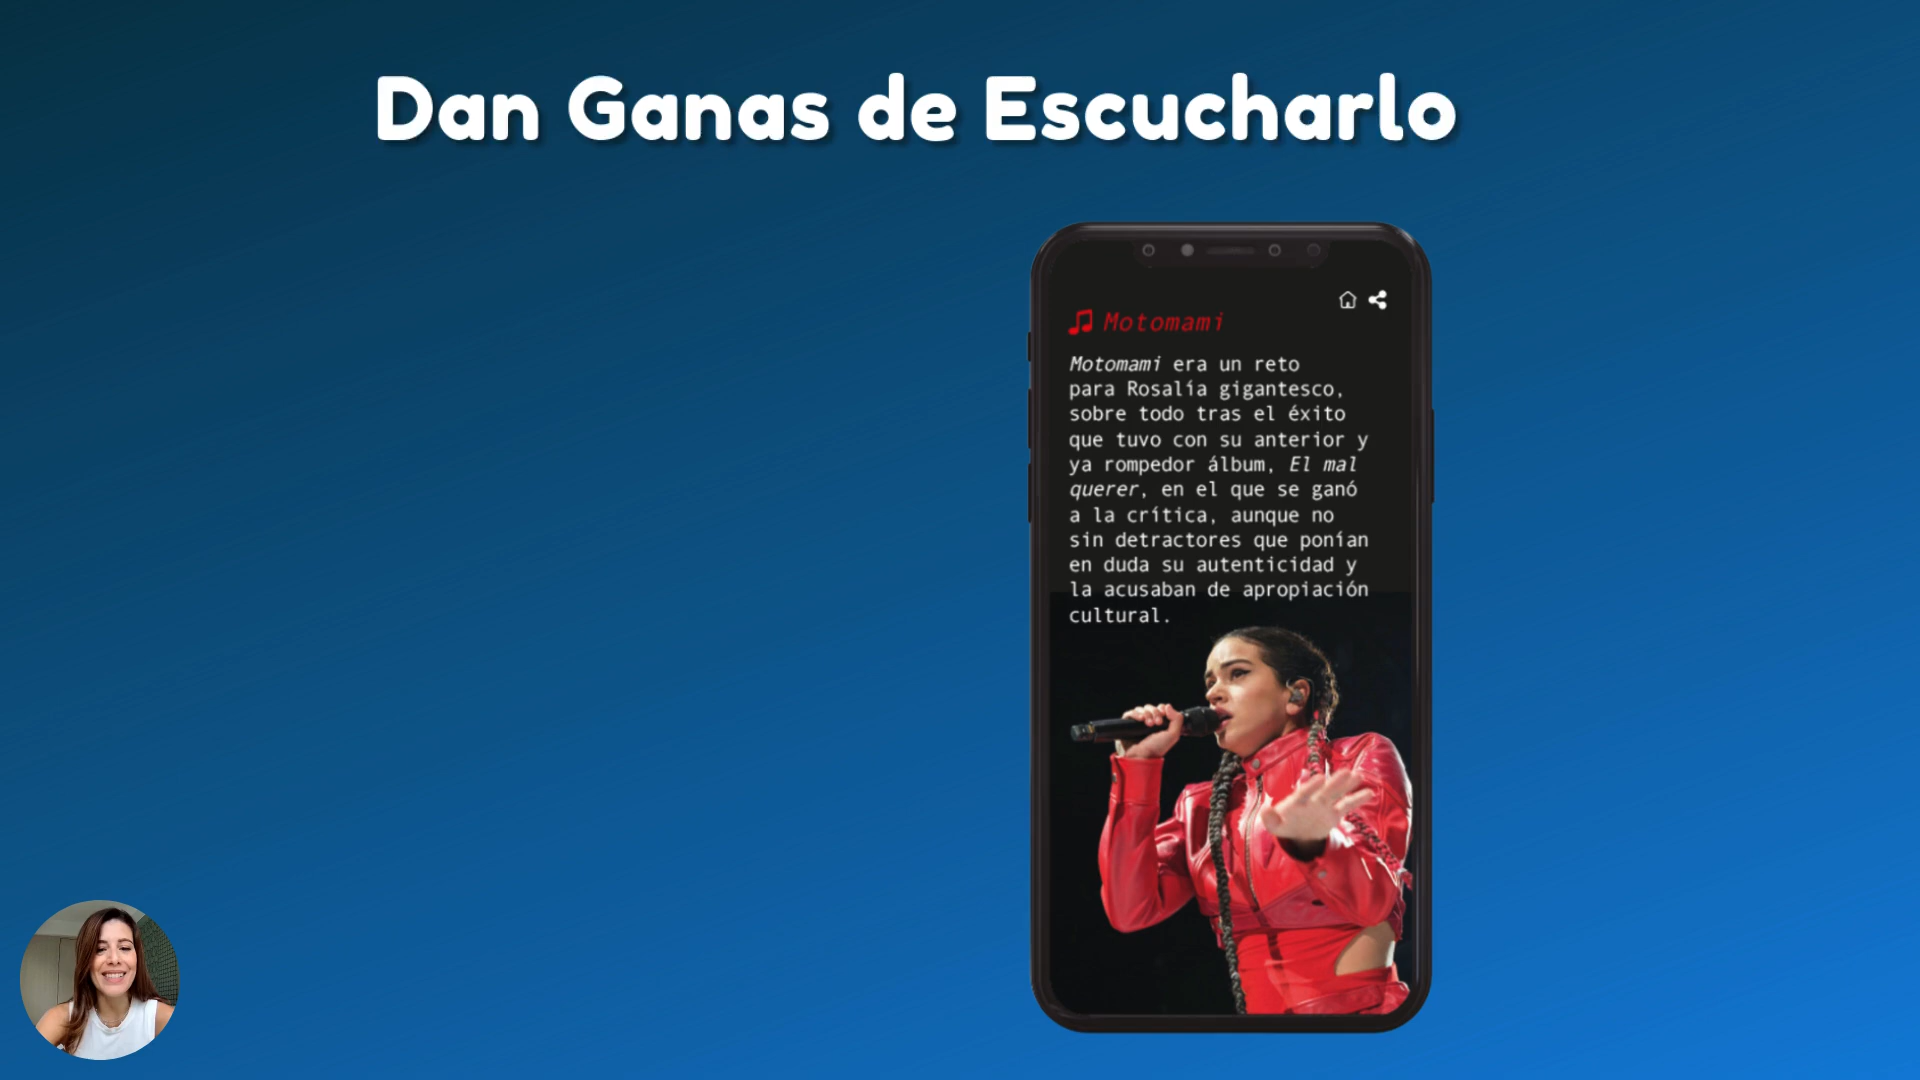 Dan Ganas de Escucharlo
Motomami
Motomami era un reto
para Rosalía gigantesco,
sobre todo tras el éxito
que tuvo con su anterior y
ya rompedor álbum, El mal
querer, en el que se ganó
a la crítica, aunque no
sin detractores que ponían
en duda su autenticidad y
la acusaban de apropiación
cultural.